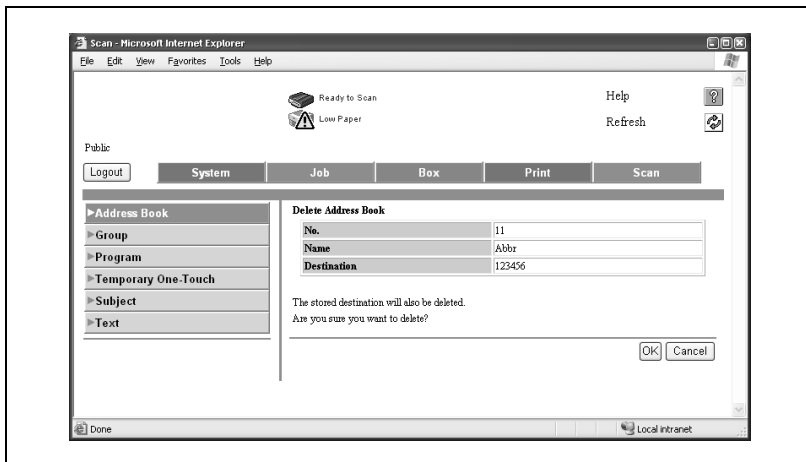 Scan - Microsoft Internet Explorer
File Edit View Favorites Tools Help
Ready to Scan
Low Paper
Help
?
Refresh
Public
Logout System Job Box Print Scan
Address Book
Group
Program
Temporary One-Touch
Subject
Text
Delete Address Book
No. 11
Name Abbr
Destination 123456
The stored destination will also be deleted.
Are you sure you want to delete?
OK Cancel
Done Local intranet